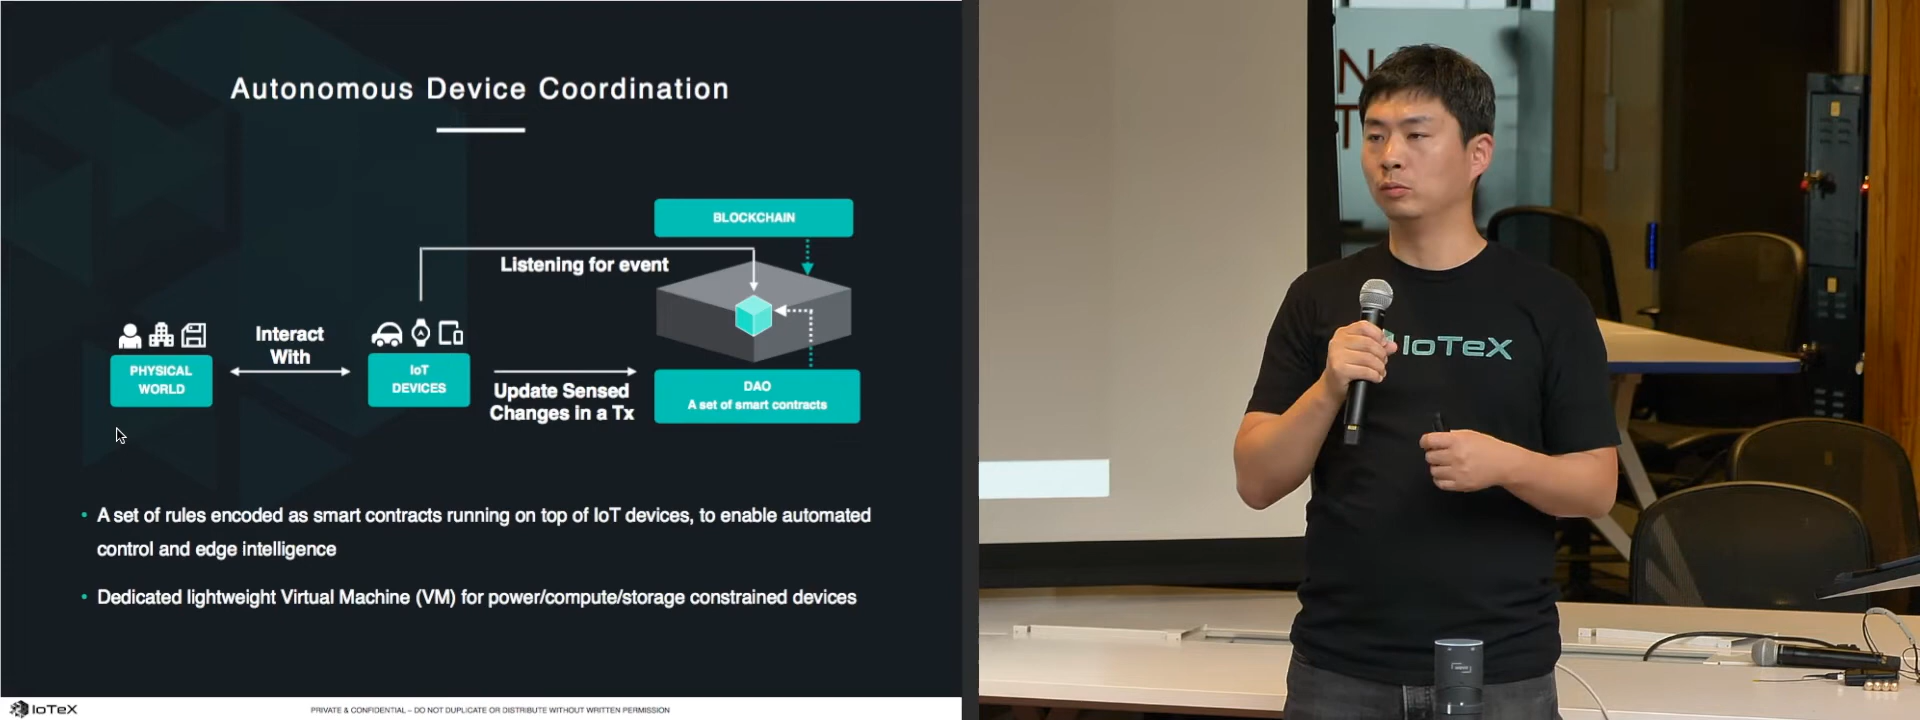 Autonomous Device Coordination
BLOCKCHAIN
Listening for event
Interact
With
PHYSICAL
WORLD
IoT
DEVICES
Update Sensed
Changes in a Tx
DAO
A set of smart contracts
• A set of rules encoded as smart contracts running on top of IoT devices, to enable automated
control and edge intelligence
• Dedicated lightweight Virtual Machine (VM) for power/compute/storage constrained devices
IoTeX
PRIVATE & CONFIDENTIAL – DO NOT DUPLICATE OR DISTRIBUTE WITHOUT WRITTEN PERMISSION
N
T
IoTeX